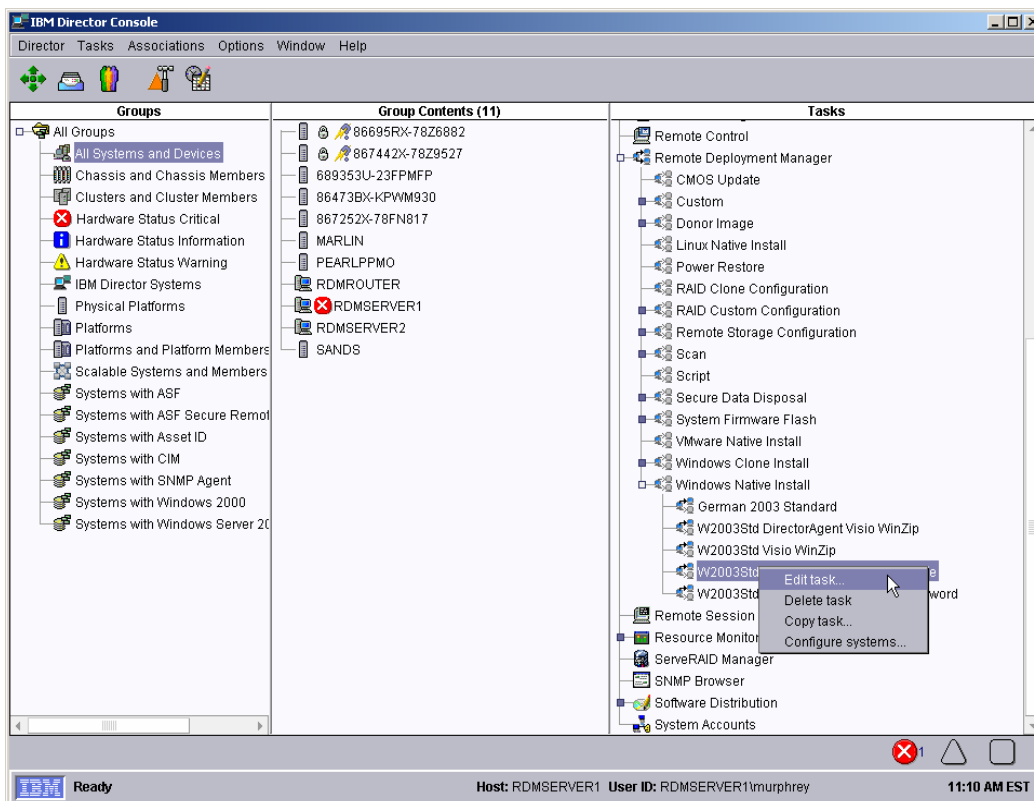 IBM Director Console
Director Tasks Associations Options Window Help
Groups
All Groups
All Systems and Devices
Chassis and Chassis Members
Clusters and Cluster Members
Hardware Status Critical
Hardware Status Information
Hardware Status Warning
IBM Director Systems
Physical Platforms
Platforms
Platforms and Platform Members
Scalable Systems and Members
Systems with ASF
Systems with ASF Secure Remot
Systems with Asset ID
Systems with CIM
Systems with SNMP Agent
Systems with Windows 2000
Systems with Windows Server 20
Group Contents (11)
86695RX-78Z6882
867442X-78Z9527
689353U-23FPMFP
86473BX-KPWM930
867252X-78FN817
MARLIN
PEARLPPMO
RDMROUTER
RDMSERVER1
RDMSERVER2
SANDS
Tasks
Remote Control
Remote Deployment Manager
CMOS Update
Custom
Donor Image
Linux Native Install
Power Restore
RAID Clone Configuration
RAID Custom Configuration
Remote Storage Configuration
Scan
Script
Secure Data Disposal
System Firmware Flash
VMware Native Install
Windows Clone Install
Windows Native Install
German 2003 Standard
W2003Std DirectorAgent Visio WinZip
W2003Std Visio WinZip
W2003Std e
W2003Std word
Edit task...
Delete task
Copy task...
Configure systems...
Remote Session
Resource Monitor
ServeRAID Manager
SNMP Browser
Software Distribution
System Accounts
1
IBM Ready Host: RDMSERVER1 User ID: RDMSERVER1\murphrey 11:10 AM EST